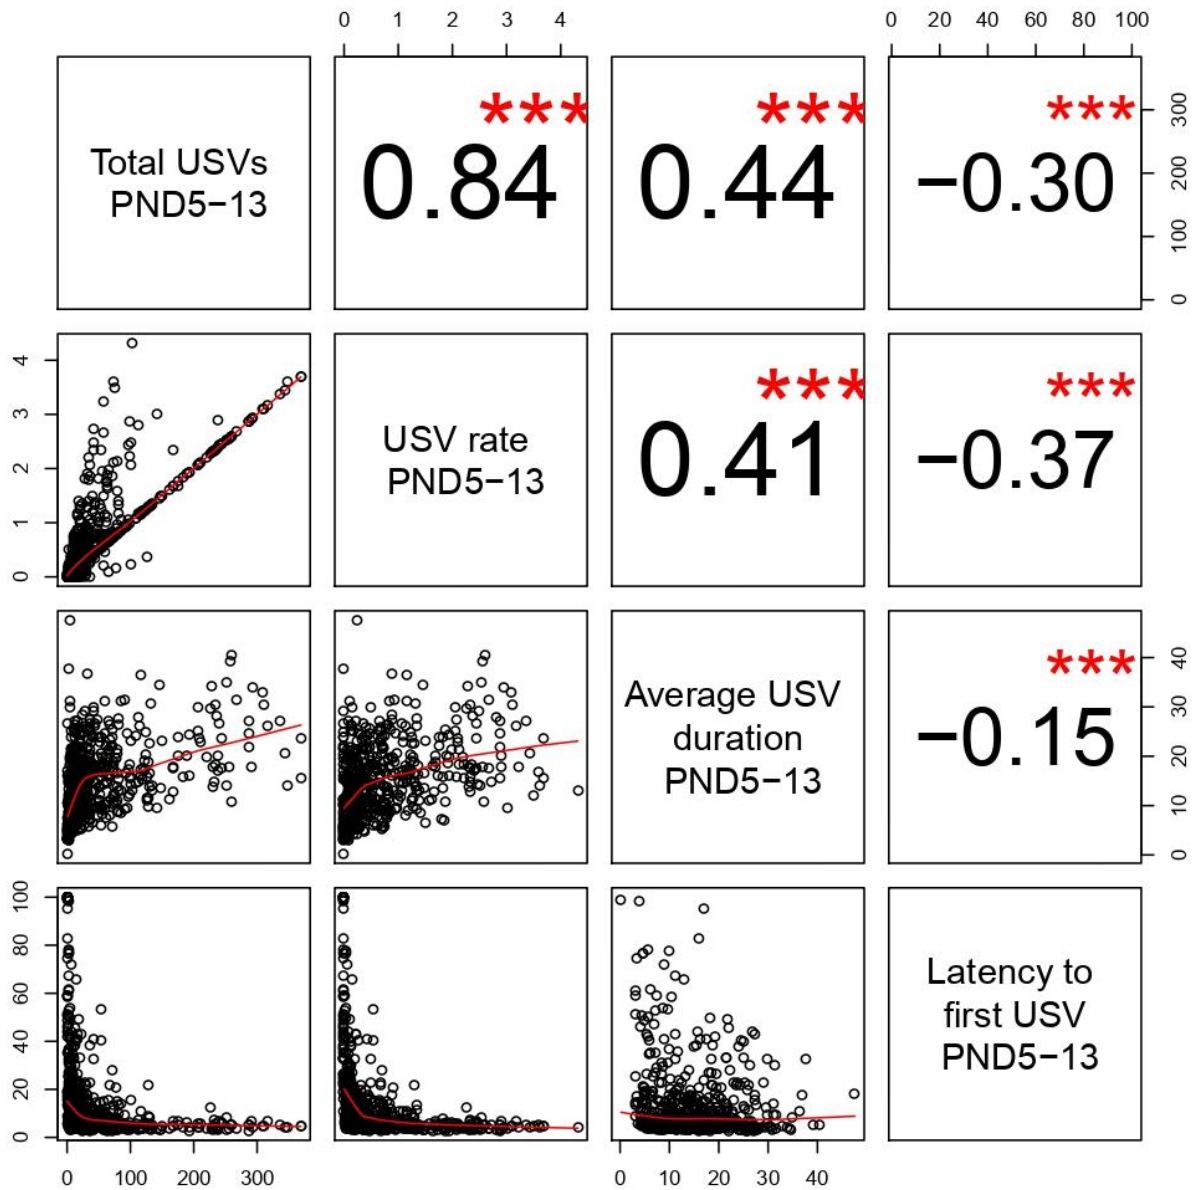 0 1 2 3 4
0 20 40 60 80 100
Total USVs
PND5−13
***
0.84
***
0.44
***
−0.30
0 100 200 300
0 1 2 3 4
USV rate
PND5−13
***
0.41
***
−0.37
Average USV
duration
PND5−13
***
−0.15
0 10 20 30 40
0 20 40 60 80 100
Latency to
first USV
PND5−13
0 100 200 300
0 10 20 30 40